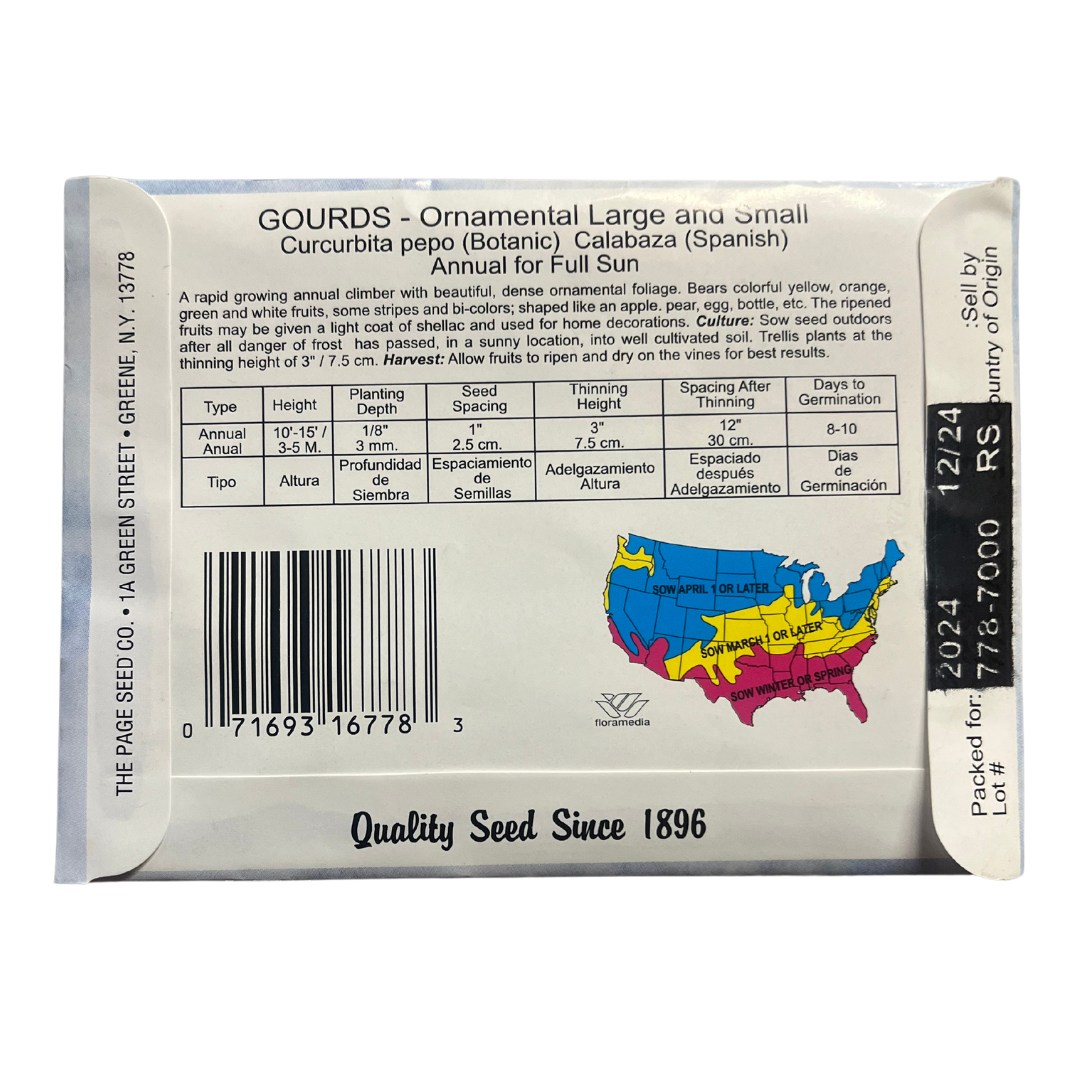 GOURDS - Ornamental Large and Small
Curcurbita pepo (Botanic) Calabaza (Spanish)
Annual for Full Sun
A rapid growing annual climber with beautiful, dense ornamental foliage. Bears colorful yellow, orange,
green and white fruits, some stripes and bi-colors; shaped like an apple. pear, egg, bottle, etc. The ripened
fruits may be given a light coat of shellac and used for home decorations. Culture: Sow seed outdoors
after all danger of frost has passed, in a sunny location, into well cultivated soil. Trellis plants at the
thinning height of 3" / 7.5 cm. Harvest: Allow fruits to ripen and dry on the vines for best results.
Type Height Planting Depth Seed Spacing Thinning Height Spacing After Thinning Days to Germination
Annual Anual 10'-15' / 3-5 M. 1/8" 3 mm. 1" 2.5 cm. 3" 7.5 cm. 12" 30 cm. 8-10
Tipo Altura Profundidad de Siembra Espaciamiento de Semillas Adelgazamiento Altura Espaciado después Adelgazamiento Dias de Germinación
0 71693 16778 3
SOW APRIL 1 OR LATER
SOW MARCH 1 OR LATER
SOW WINTER OR SPRING
floramedia
Quality Seed Since 1896
THE PAGE SEED CO. • 1A GREEN STREET • GREENE, N.Y. 13778
Packed for: 2024 12/24 :Sell by
Lot # 778-7000 RS ountry of Origin